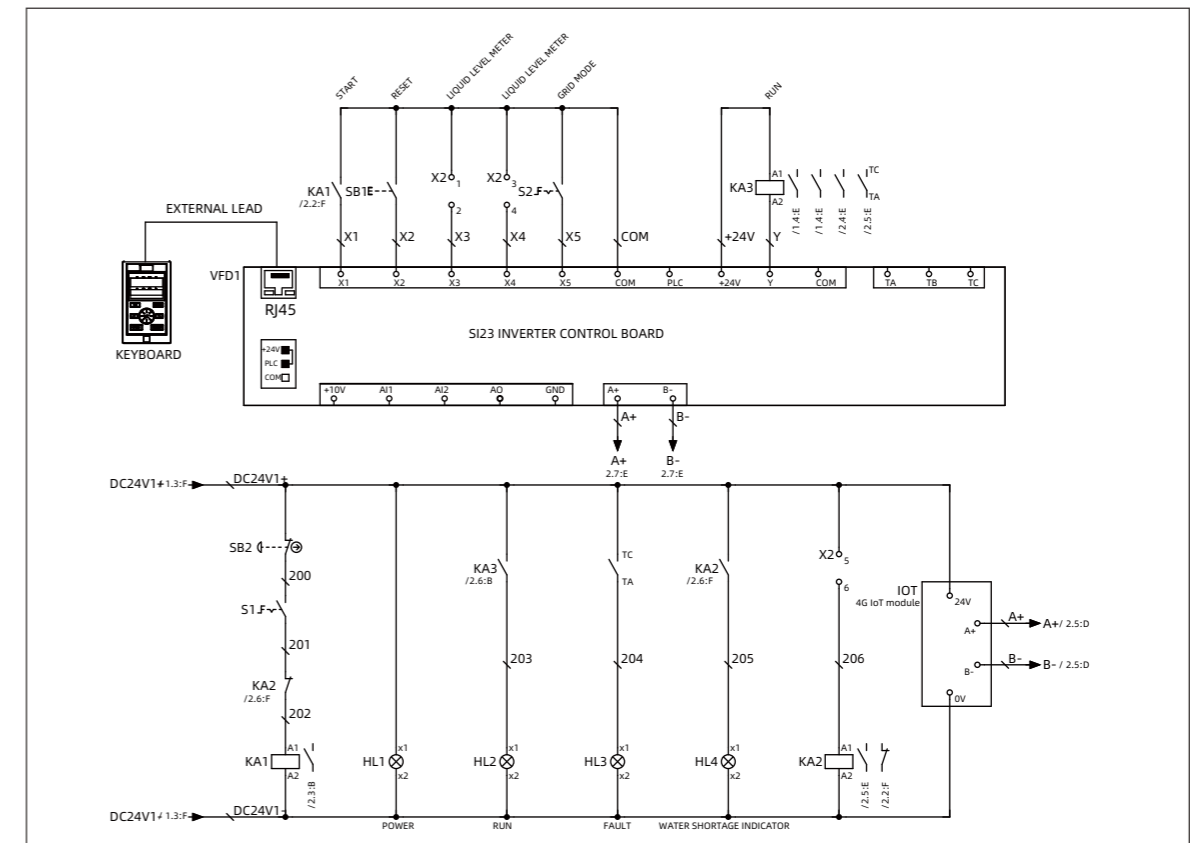 START
RESET
LIQUID LEVEL METER
LIQUID LEVEL METER
GRID MODE
RUN
KA1
/2.2:F
SB1
X2
1
2
X2
3
4
S2
KA3
A1
A2
/1.4:E
/1.4:E
/2.4:E
/2.5:E
TC
TA
EXTERNAL LEAD
X1
X2
X3
X4
X5
COM
+24V
Y
VFD1
X1
X2
X3
X4
X5
COM
PLC
+24V
Y
COM
TA
TB
TC
RJ45
KEYBOARD
SI23 INVERTER CONTROL BOARD
+24V
PLC
COM
+10V
AI1
AI2
AO
GND
A+
B-
A+
B-
A+
2.7:E
B-
2.7:E
DC24V1+
1.3:F
DC24V1+
SB2
200
S1
201
KA2
/2.6:F
202
KA1
A1
A2
/2.3:B
HL1
x1
x2
KA3
/2.6:B
203
HL2
x1
x2
TC
TA
204
HL3
x1
x2
KA2
/2.6:F
205
HL4
x1
x2
X2
5
6
206
KA2
A1
A2
/2.5:E
/2.2:F
IOT
4G IoT module
24V
A+
B-
0V
A+
A+/ 2.5:D
B-
B- / 2.5:D
DC24V1-
/ 1.3:F
DC24V1-
POWER
RUN
FAULT
WATER SHORTAGE INDICATOR